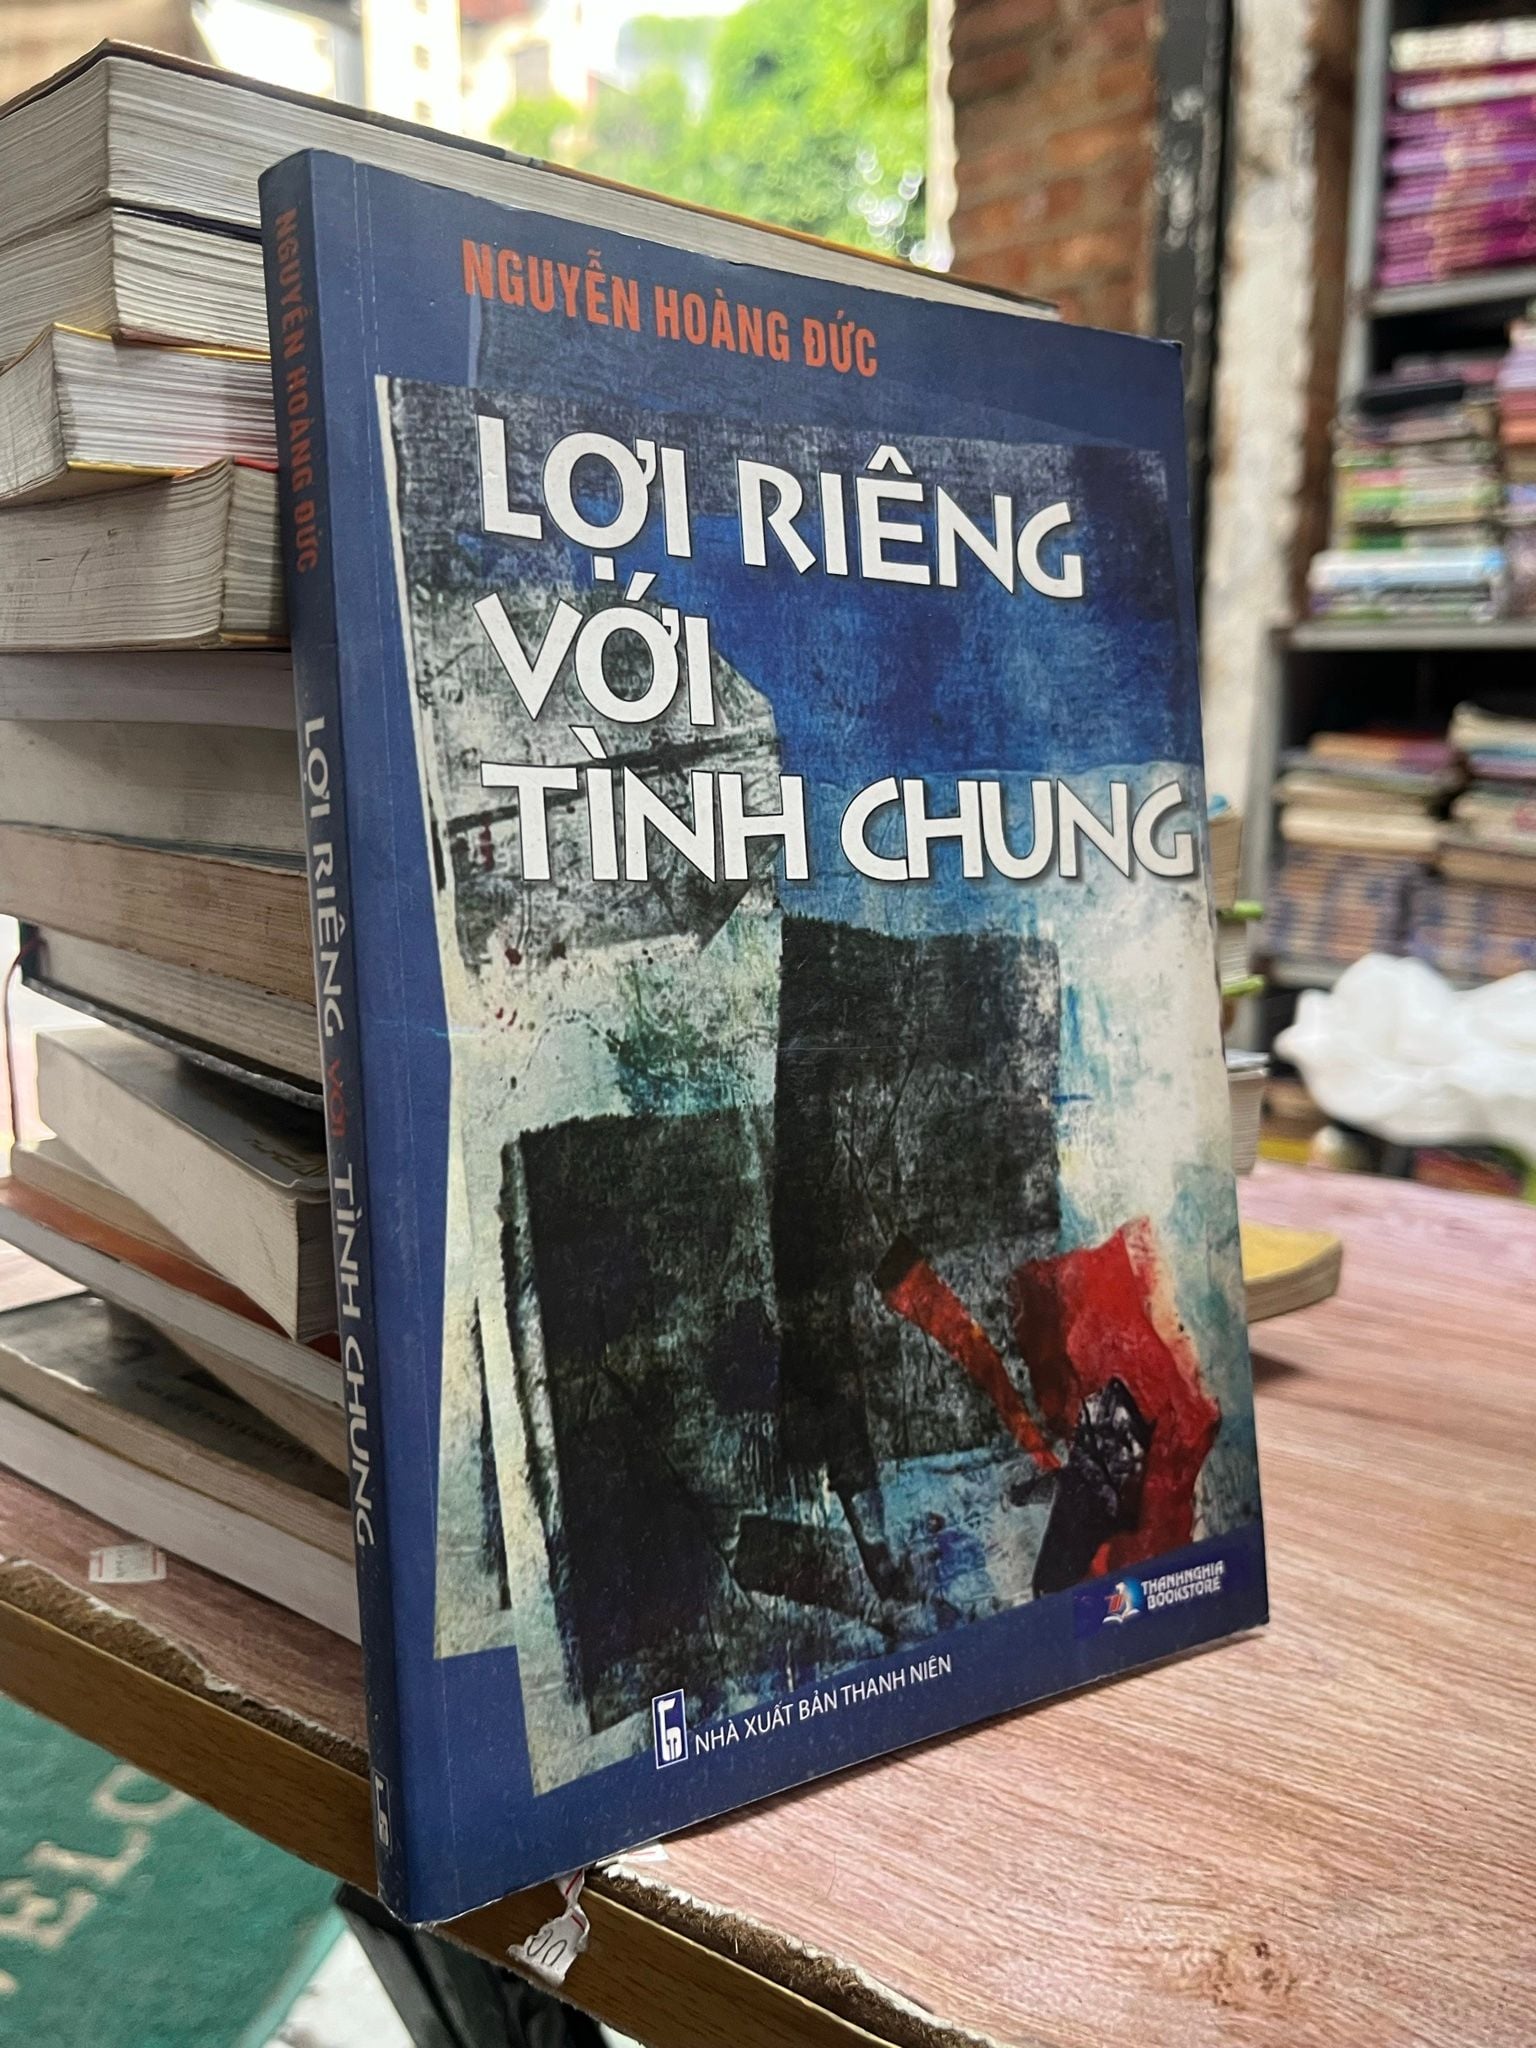 NGUYỄN HOÀNG ĐỨC
LỢI RIÊNG
VỚI
TÌNH CHUNG
THANHNGHIA
BOOKSTORE
NHÀ XUẤT BẢN THANH NIÊN
NGUYỄN HOÀNG ĐỨC
LỢI RIÊNG VỚI TÌNH CHUNG